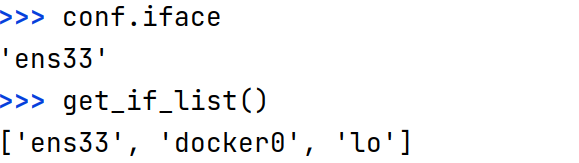 >>> conf.iface
'ens33'
>>> get_if_list()
['ens33', 'docker0', 'lo']